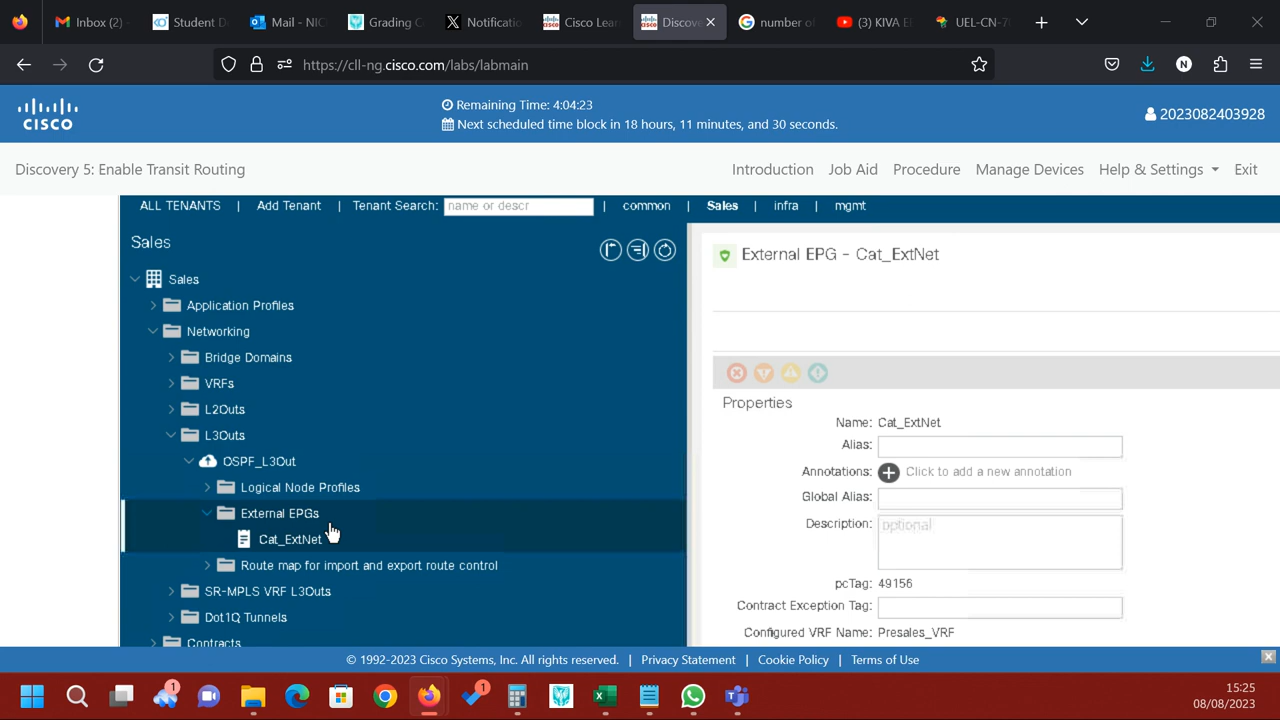 Inbox (2)
Student D
Mail - NIC
Grading C
Notificatio
Cisco Lea
Discov
number o
(3) KIVA E
UEL-CN-7
https://cll-ng.cisco.com/labs/labmain
N
CISCO
Remaining Time: 4:04:23
Next scheduled time block in 18 hours, 11 minutes, and 30 seconds.
2023082403928
Discovery 5: Enable Transit Routing
Introduction
Job Aid
Procedure
Manage Devices
Help & Settings
Exit
ALL TENANTS | Add Tenant | Tenant Search: name or descr | common | Sales | infra | mgmt
Sales
Sales
Application Profiles
Networking
Bridge Domains
VRFs
L2Outs
L3Outs
OSPF_L3Out
Logical Node Profiles
External EPGs
Cat_ExtNet
Route map for import and export route control
SR-MPLS VRF L3Outs
Dot1Q Tunnels
Contracts
External EPG - Cat_ExtNet
Properties
Name: Cat_ExtNet
Alias:
Annotations: Click to add a new annotation
Global Alias:
Description: optional
pcTag: 49156
Contract Exception Tag:
Configured VRF Name: Presales_VRF
© 1992-2023 Cisco Systems, Inc. All rights reserved. | Privacy Statement | Cookie Policy | Terms of Use
1
1
15:25
08/08/2023